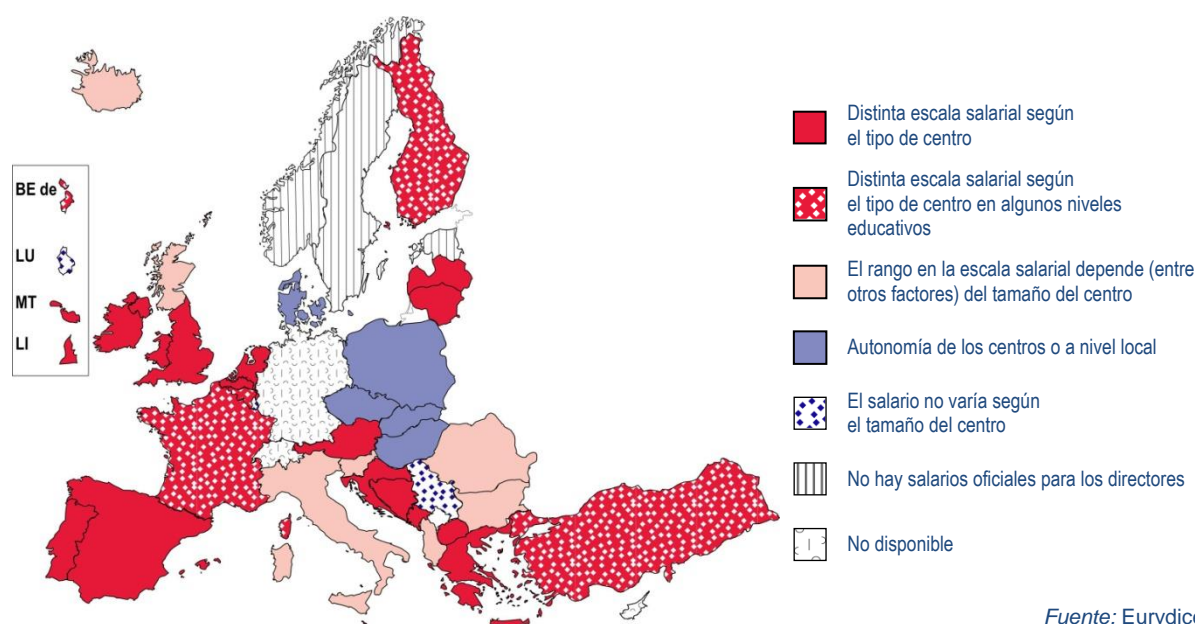 BE de
LU
MT
LI
Distinta escala salarial según
el tipo de centro
Distinta escala salarial según
el tipo de centro en algunos niveles
educativos
El rango en la escala salarial depende (entre
otros factores) del tamaño del centro
Autonomía de los centros o a nivel local
El salario no varía según
el tamaño del centro
No hay salarios oficiales para los directores
No disponible
Fuente: Eurydice